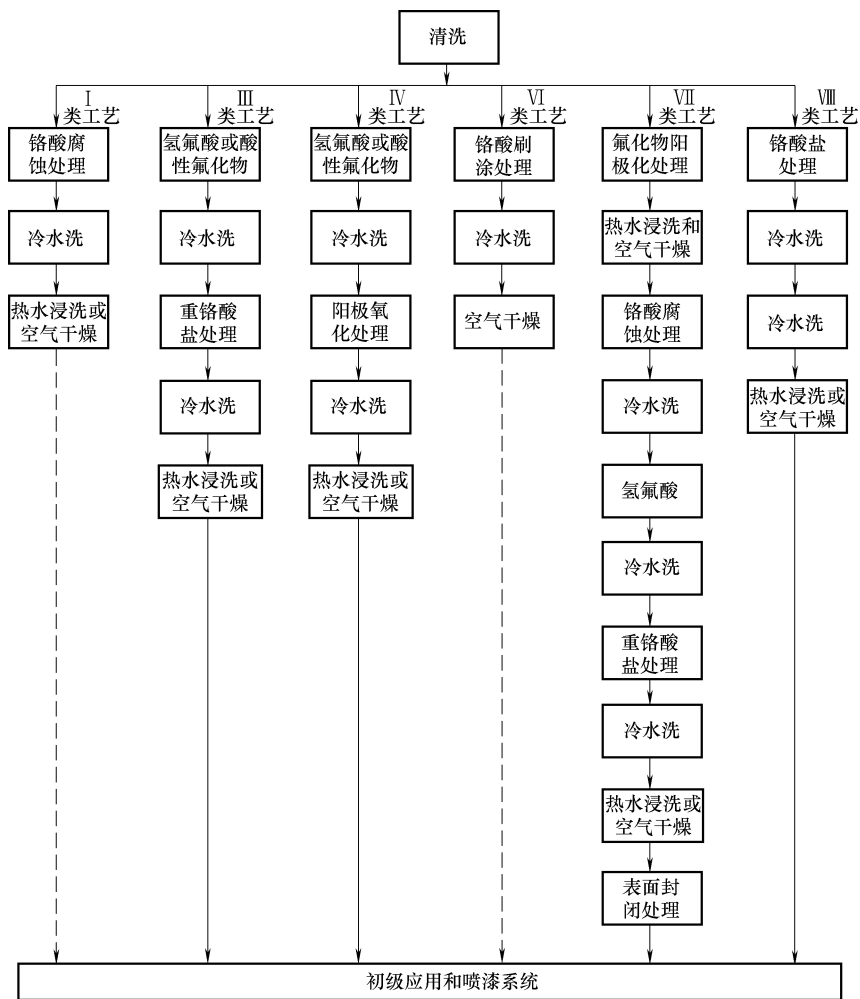 清洗
Ⅰ
类工艺
铬酸腐
蚀处理
冷水洗
热水浸洗或
空气干燥
Ⅲ
类工艺
氢氟酸或酸
性氟化物
冷水洗
重铬酸
盐处理
冷水洗
热水浸洗或
空气干燥
Ⅳ
类工艺
氢氟酸或酸
性氟化物
冷水洗
阳极氧
化处理
冷水洗
热水浸洗或
空气干燥
Ⅵ
类工艺
铬酸刷
涂处理
冷水洗
空气干燥
Ⅶ
类工艺
氟化物阳
极化处理
热水浸洗和
空气干燥
铬酸腐
蚀处理
冷水洗
氢氟酸
冷水洗
重铬酸
盐处理
冷水洗
热水浸洗或
空气干燥
表面封
闭处理
Ⅷ
类工艺
铬酸盐
处理
冷水洗
冷水洗
热水浸洗或
空气干燥
初级应用和喷漆系统